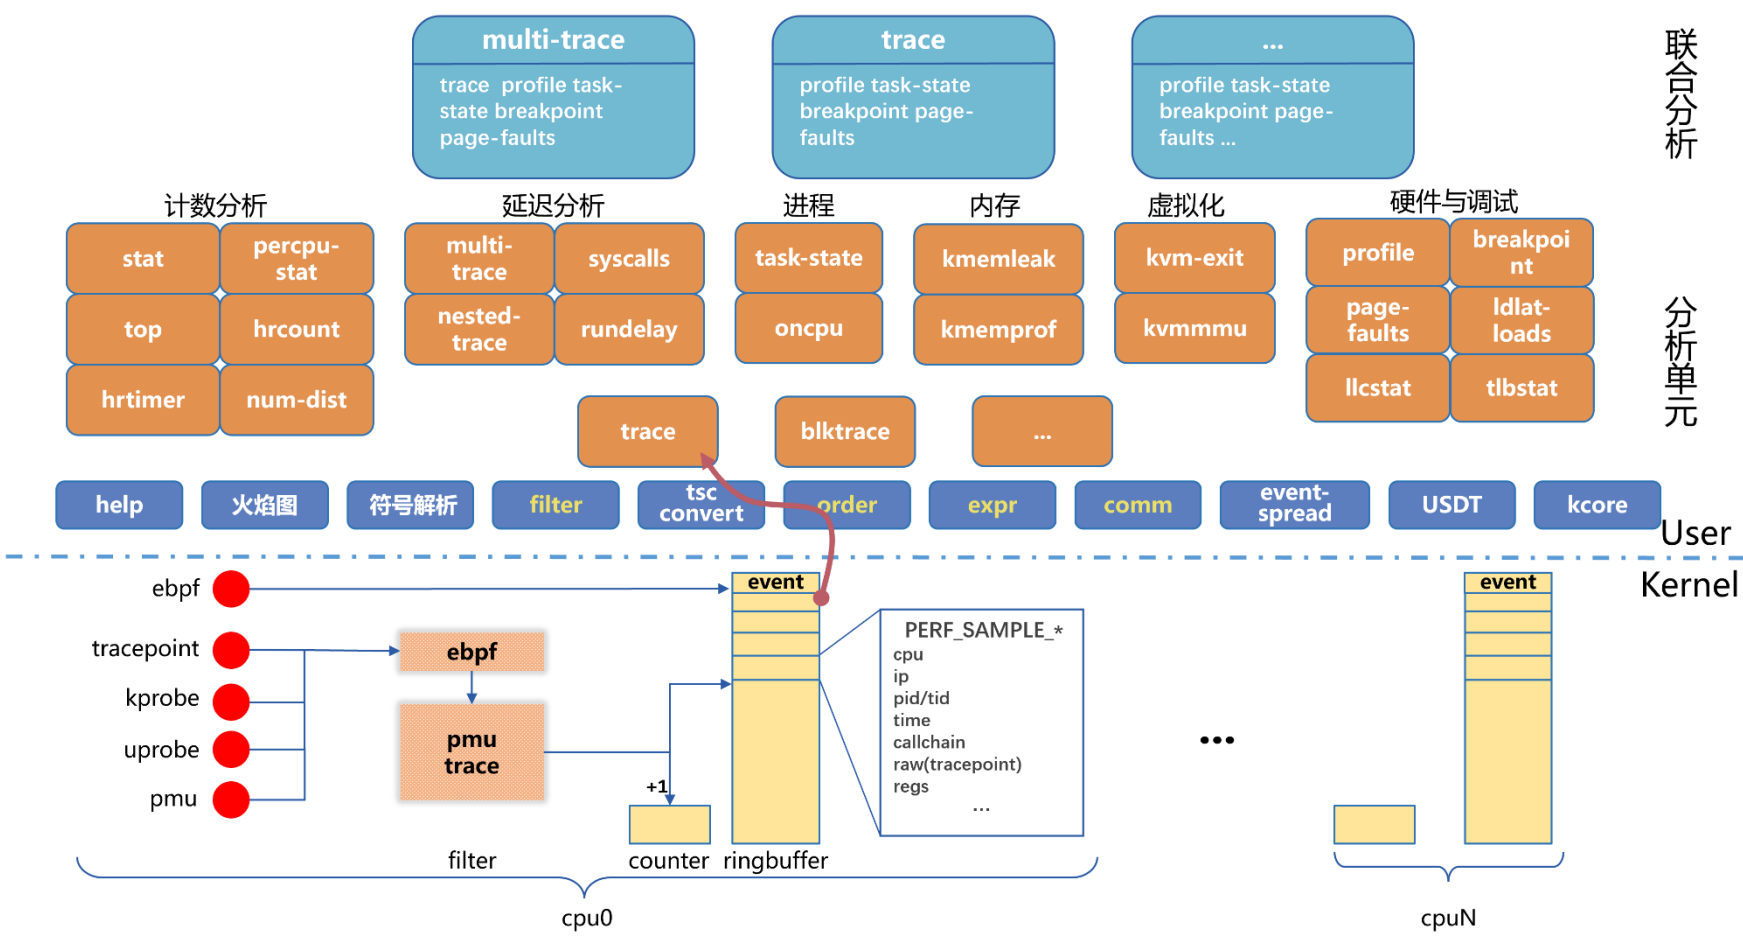 multi-trace
trace profile task-
state breakpoint
page-faults
trace
profile task-state
breakpoint page-
faults
...
profile task-state
breakpoint page-
faults ...
联合分析
计数分析
stat
percpu-
stat
top
hrcount
hrtimer
num-dist
延迟分析
multi-
trace
syscalls
nested-
trace
rundelay
进程
task-state
oncpu
内存
kmemleak
kmemprof
虚拟化
kvm-exit
kvmmmu
硬件与调试
profile
breakpoi
nt
page-
faults
ldlat-
loads
llcstat
tlbstat
分析单元
trace
blktrace
...
help
火焰图
符号解析
filter
tsc
convert
order
expr
comm
event-
spread
USDT
kcore
User
Kernel
ebpf
tracepoint
kprobe
uprobe
pmu
ebpf
pmu
trace
filter
+1
counter
event
ringbuffer
PERF_SAMPLE_*
cpu
ip
pid/tid
time
callchain
raw(tracepoint)
regs
...
cpu0
...
event
cpuN